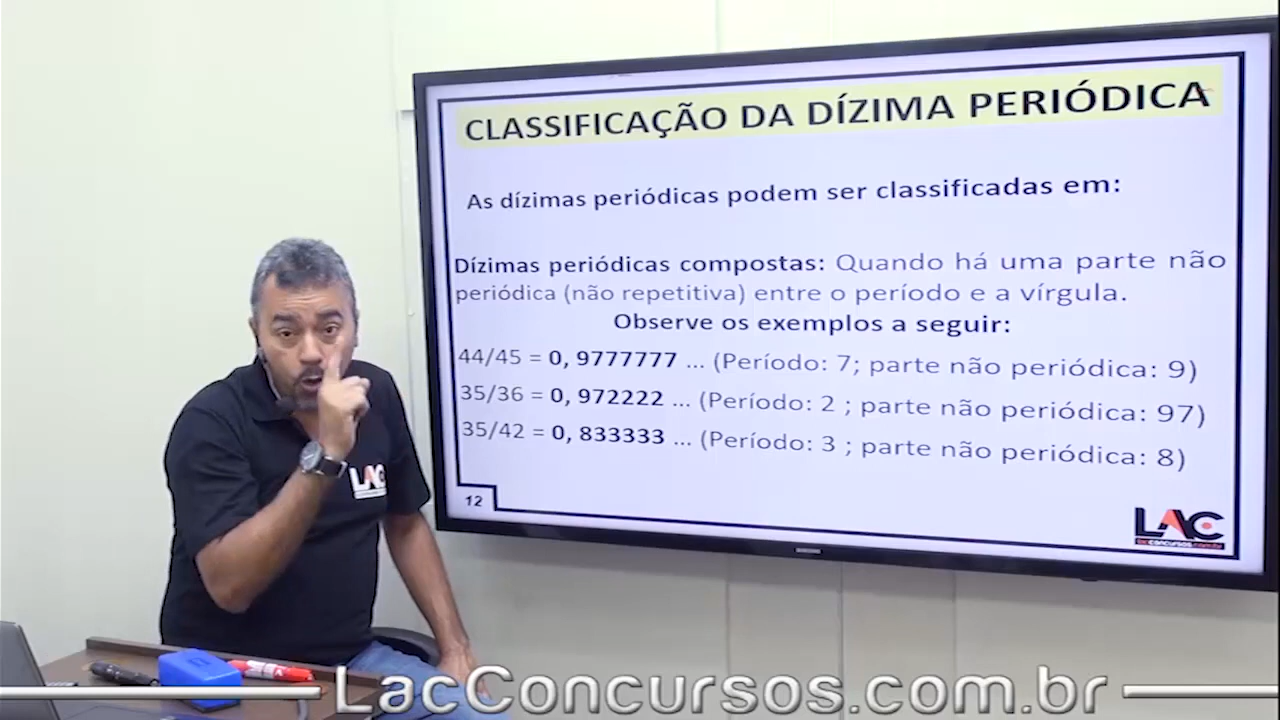 CLASSIFICAÇÃO DA DÍZIMA PERIÓDICA
As dízimas periódicas podem ser classificadas em:
Dízimas periódicas compostas: Quando há uma parte não
periódica (não repetitiva) entre o período e a vírgula.
Observe os exemplos a seguir:
44/45 = 0, 9777777 ... (Período: 7; parte não periódica: 9)
35/36 = 0, 972222 ... (Período: 2 ; parte não periódica: 97)
35/42 = 0, 833333 ... (Período: 3 ; parte não periódica: 8)
12
LAC
LACCONCURSOS.COM.BR
LAC
LacConcursos.com.br